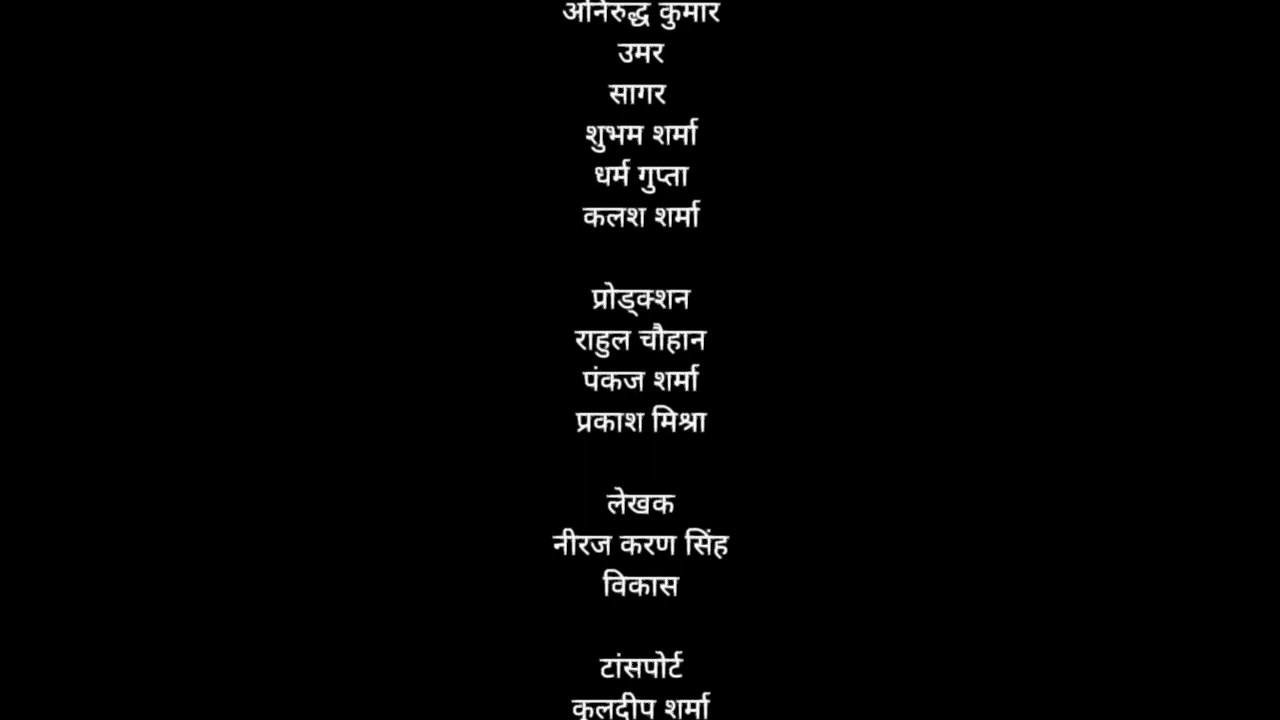 अनिरुद्ध कुमार
उमर
सागर
शुभम शर्मा
धर्म गुप्ता
कलश शर्मा
प्रोड्क्शन
राहुल चौहान
पंकज शर्मा
प्रकाश मिश्रा
लेखक
नीरज करण सिंह
विकास
टांसपोर्ट
कुलदीप शर्मा